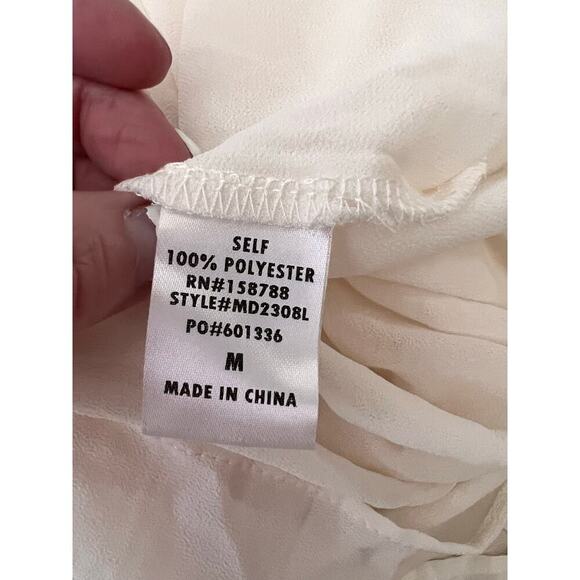 SELF
100% POLYESTER
RN#158788
STYLE#MD2308L
PO#601336
M
MADE IN CHINA